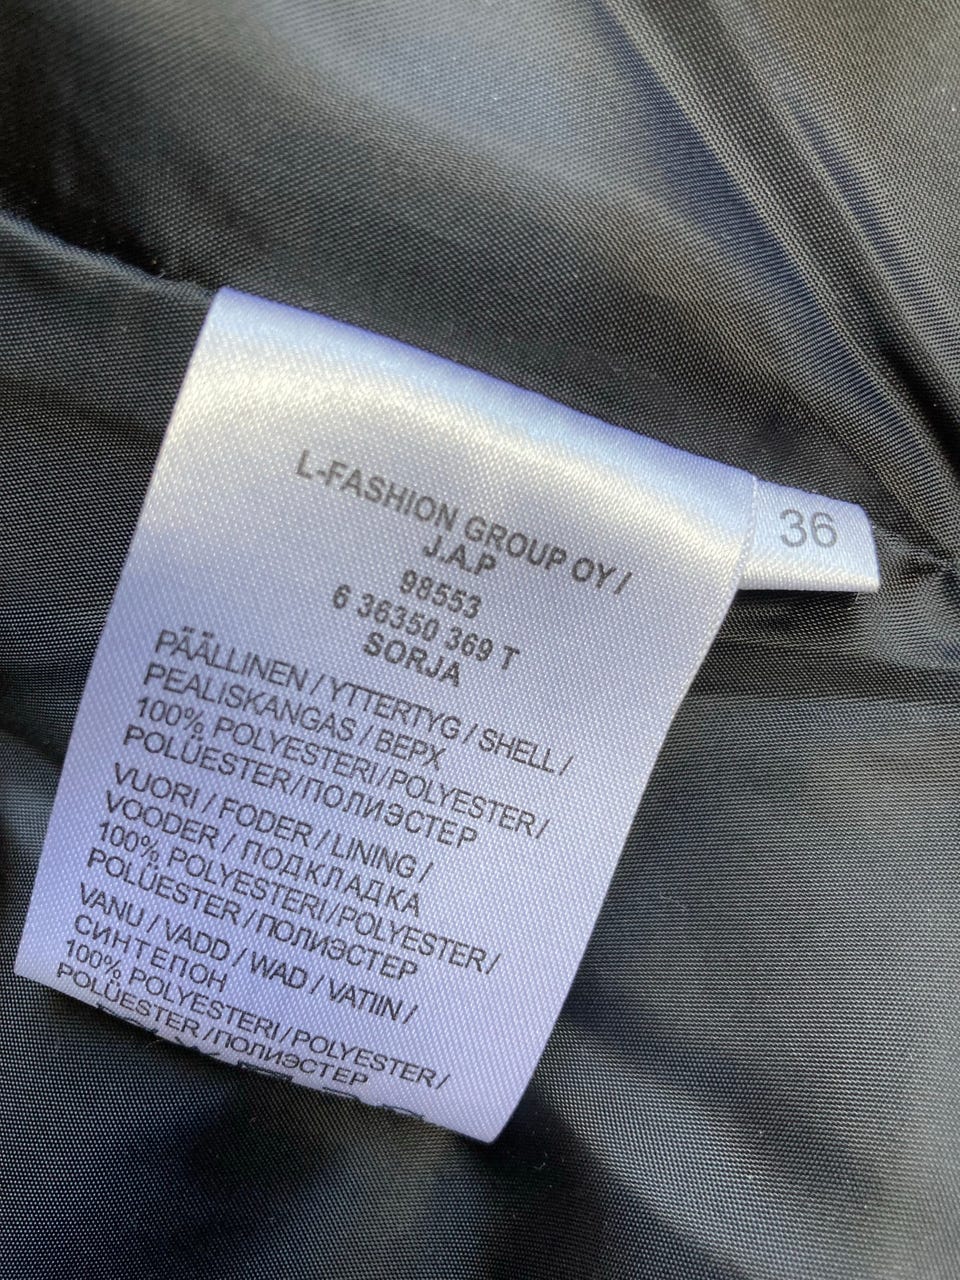 L-FASHION GROUP OY /
J.A.P
98553
6 36350 369 T
SORJA
PÄÄLLINEN / YTTERTYG / SHELL /
PEALISKANGAS / ВЕРХ
100% POLYESTERI/POLYESTER/
POLÜESTER/ПОЛИЭСТЕР
VUORI / FODER / LINING /
VOODER / ПОДКЛАДКА
100% POLYESTERI/POLYESTER/
POLÜESTER/ПОЛИЭСТЕР
VANU / VADD / WAD / VATIIN /
СИНТЕПОН
100% POLYESTERI/POLYESTER/
POLÜESTER/ПОЛИЭСТЕР
36